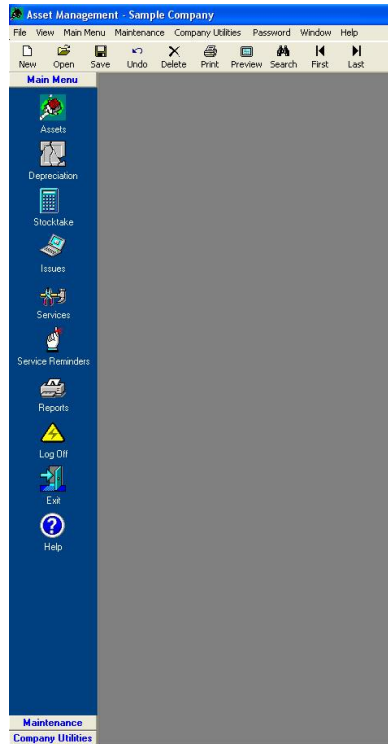 Asset Management - Sample Company
File View Main Menu Maintenance Company Utilities Password Window Help
New Open Save Undo Delete Print Preview Search First Last
Main Menu
Assets
Depreciation
Stocktake
Issues
Services
Service Reminders
Reports
Log Off
Exit
?
Help
Maintenance
Company Utilities